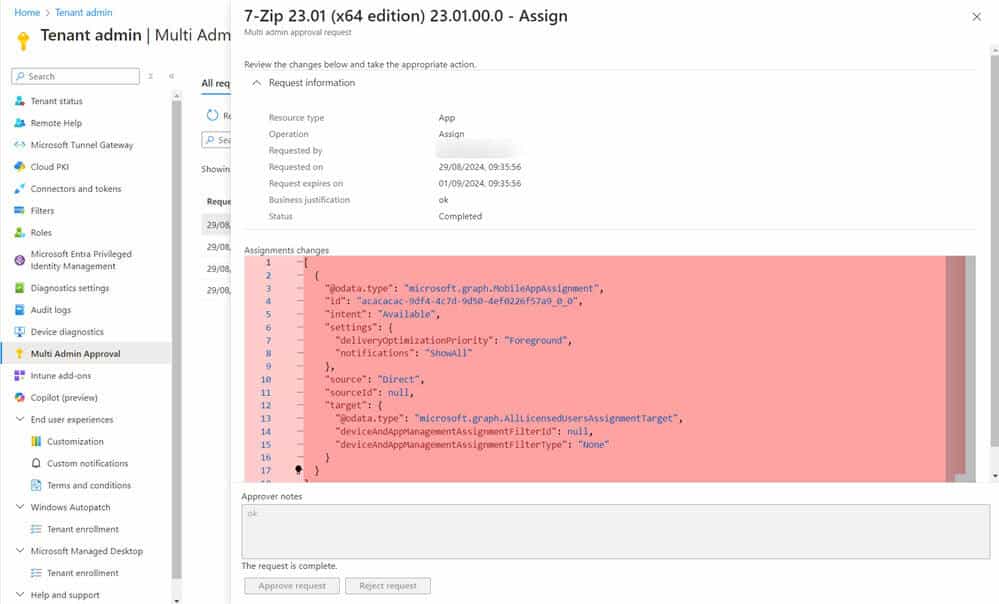 Home > Tenant admin
Tenant admin | Multi Adm
Search
Tenant status
Remote Help
Microsoft Tunnel Gateway
Cloud PKI
Connectors and tokens
Filters
Roles
Microsoft Entra Privileged
Identity Management
Diagnostics settings
Audit logs
Device diagnostics
Multi Admin Approval
Intune add-ons
Copilot (preview)
End user experiences
Customization
Custom notifications
Terms and conditions
Windows Autopatch
Tenant enrollment
Microsoft Managed Desktop
Tenant enrollment
Help and support
All req
Re
Sea
Showin
Reque
29/08,
29/08,
29/08,
29/08,
7-Zip 23.01 (x64 edition) 23.01.00.0 - Assign
Multi admin approval request
Review the changes below and take the appropriate action.
Request information
Resource type App
Operation Assign
Requested by
Requested on 29/08/2024, 09:35:56
Request expires on 01/09/2024, 09:35:56
Business justification ok
Status Completed
Assignments changes
1 — [
2 — {
3 — "@odata.type": "microsoft.graph.MobileAppAssignment",
4 — "id": "acacacac-9df4-4c7d-9d50-4ef0226f57a9_0_0",
5 — "intent": "Available",
6 — "settings": {
7 — "deliveryOptimizationPriority": "Foreground",
8 — "notifications": "ShowAll"
9 — },
10 — "source": "Direct",
11 — "sourceId": null,
12 — "target": {
13 — "@odata.type": "microsoft.graph.AllLicensedUsersAssignmentTarget",
14 — "deviceAndAppManagementAssignmentFilterId": null,
15 — "deviceAndAppManagementAssignmentFilterType": "None"
16 — }
17 — }
Approver notes
ok
The request is complete.
Approve request Reject request